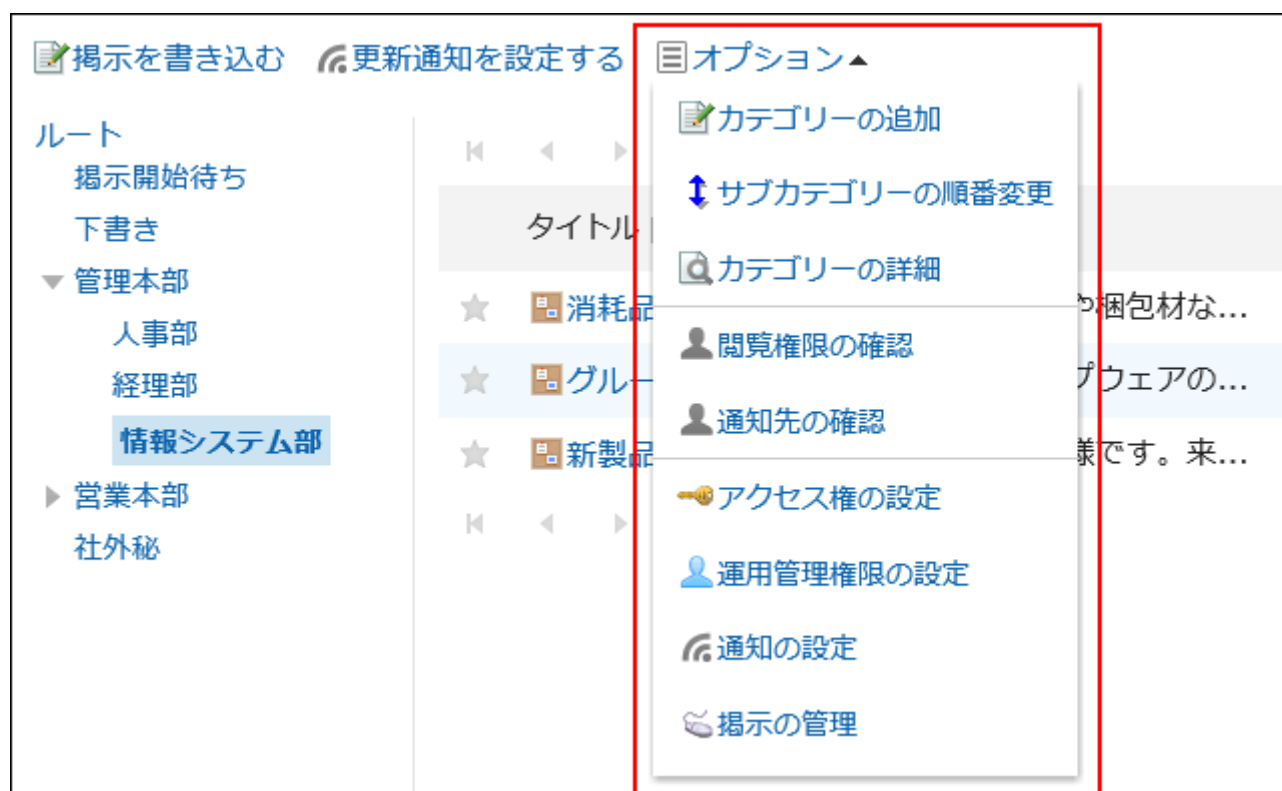 掲示を書き込む 更新通知を設定する オプション▲
カテゴリーの追加
サブカテゴリーの順番変更
カテゴリーの詳細
閲覧権限の確認
通知先の確認
アクセス権の設定
運用管理権限の設定
通知の設定
掲示の管理
ルート
掲示開始待ち
下書き
管理本部
人事部
経理部
情報システム部
営業本部
社外秘
タイトル
消耗品 や梱包材な...
グルー プウェアの...
新製品 様です。来...